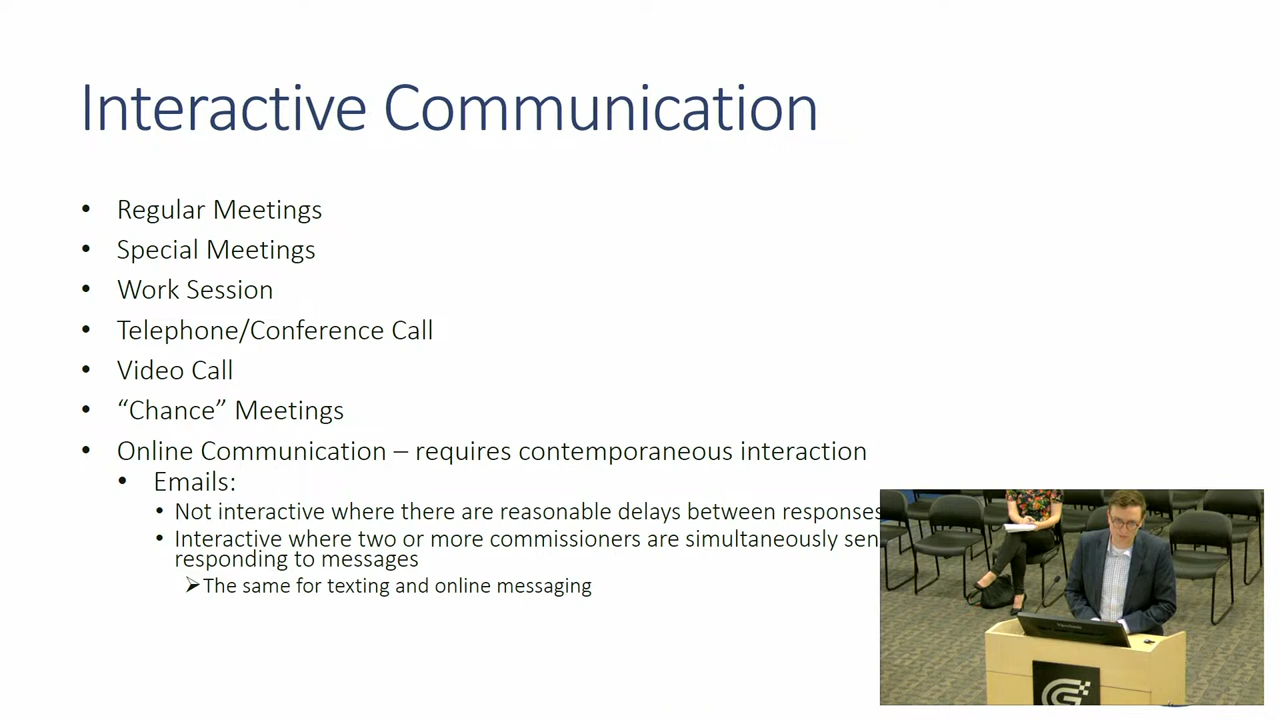 Interactive Communication
• Regular Meetings
• Special Meetings
• Work Session
• Telephone/Conference Call
• Video Call
• “Chance” Meetings
• Online Communication – requires contemporaneous interaction
• Emails:
• Not interactive where there are reasonable delays between responses
• Interactive where two or more commissioners are simultaneously sen
responding to messages
➢The same for texting and online messaging